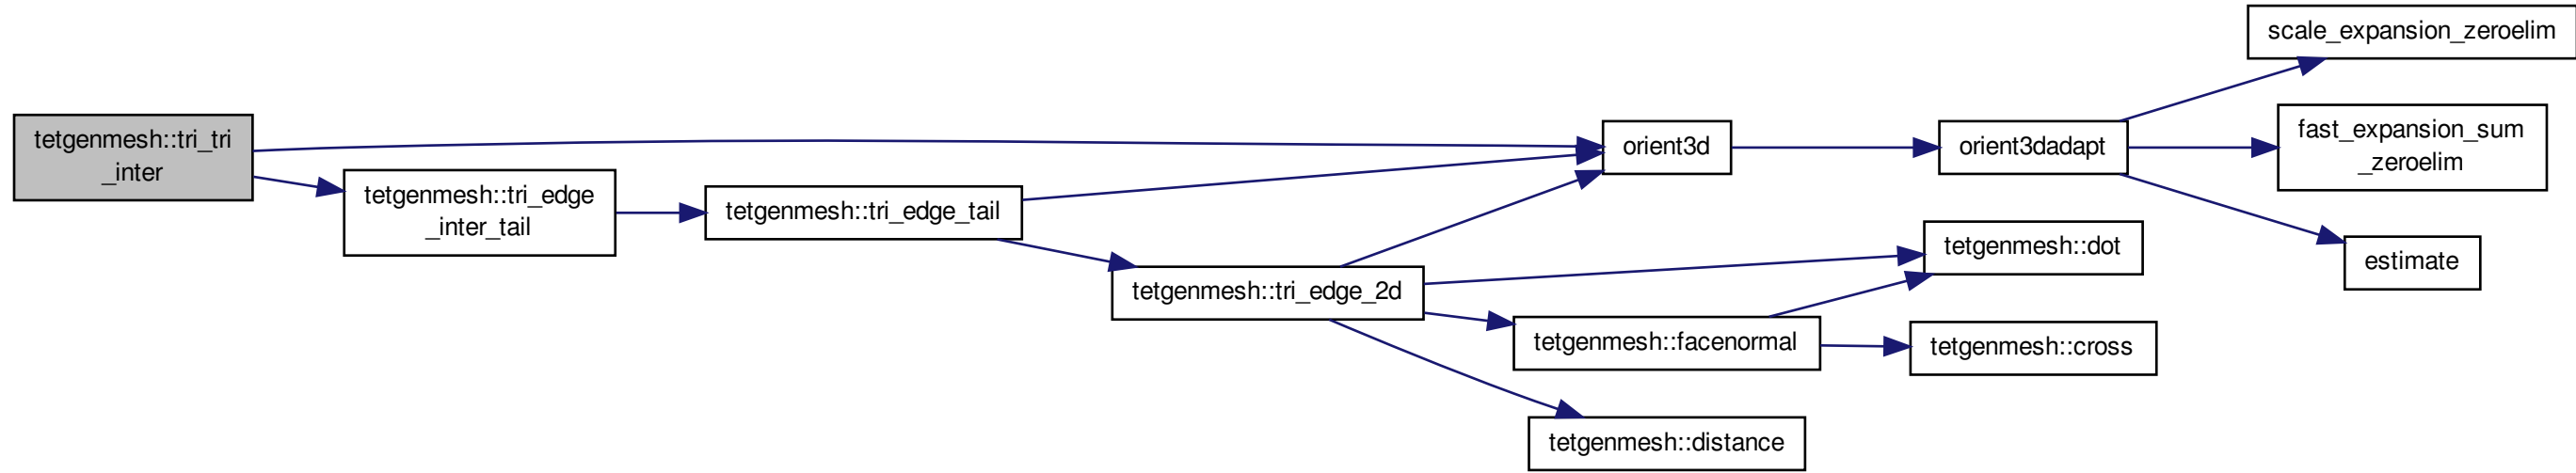 tetgenmesh::tri_tri
_inter
tetgenmesh::tri_edge
_inter_tail
tetgenmesh::tri_edge_tail
tetgenmesh::tri_edge_2d
orient3d
tetgenmesh::facenormal
tetgenmesh::distance
orient3dadapt
tetgenmesh::dot
tetgenmesh::cross
scale_expansion_zeroelim
fast_expansion_sum
_zeroelim
estimate